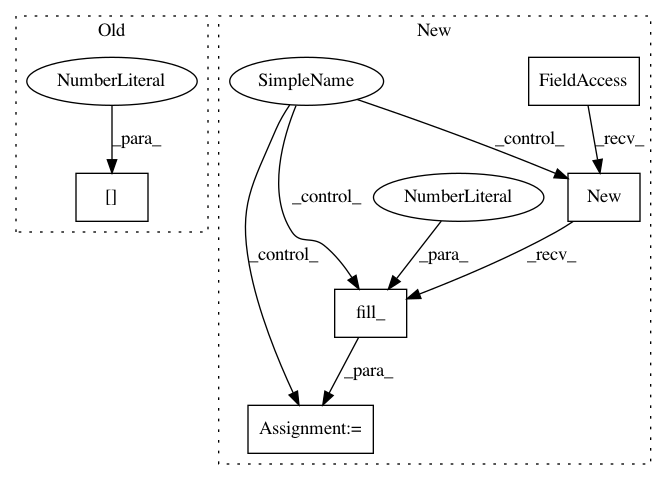 Old
New
NumberLiteral
SimpleName
FieldAccess
_para_
_control_
_recv_
[]
_control_
NumberLiteral
New
_control_
_para_
_recv_
fill_
_para_
Assignment:=